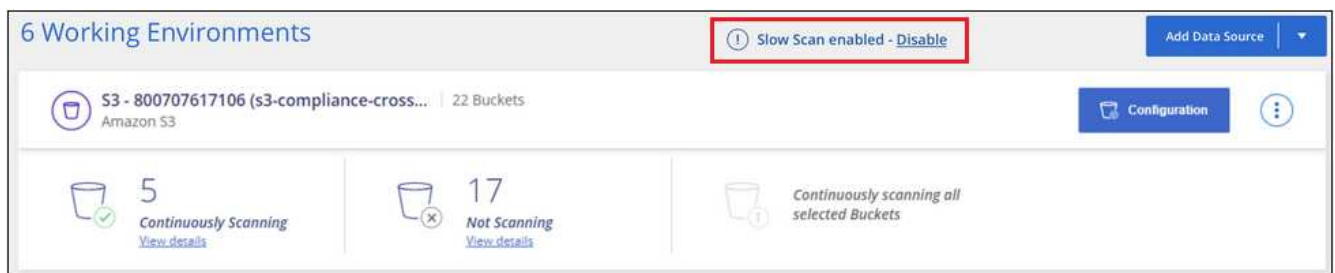 6 Working Environments
Slow Scan enabled - Disable
Add Data Source
S3 - 800707617106 (s3-compliance-cross...
22 Buckets
Amazon S3
Configuration
5
Continuously Scanning
View details
17
Not Scanning
View details
Continuously scanning all
selected Buckets